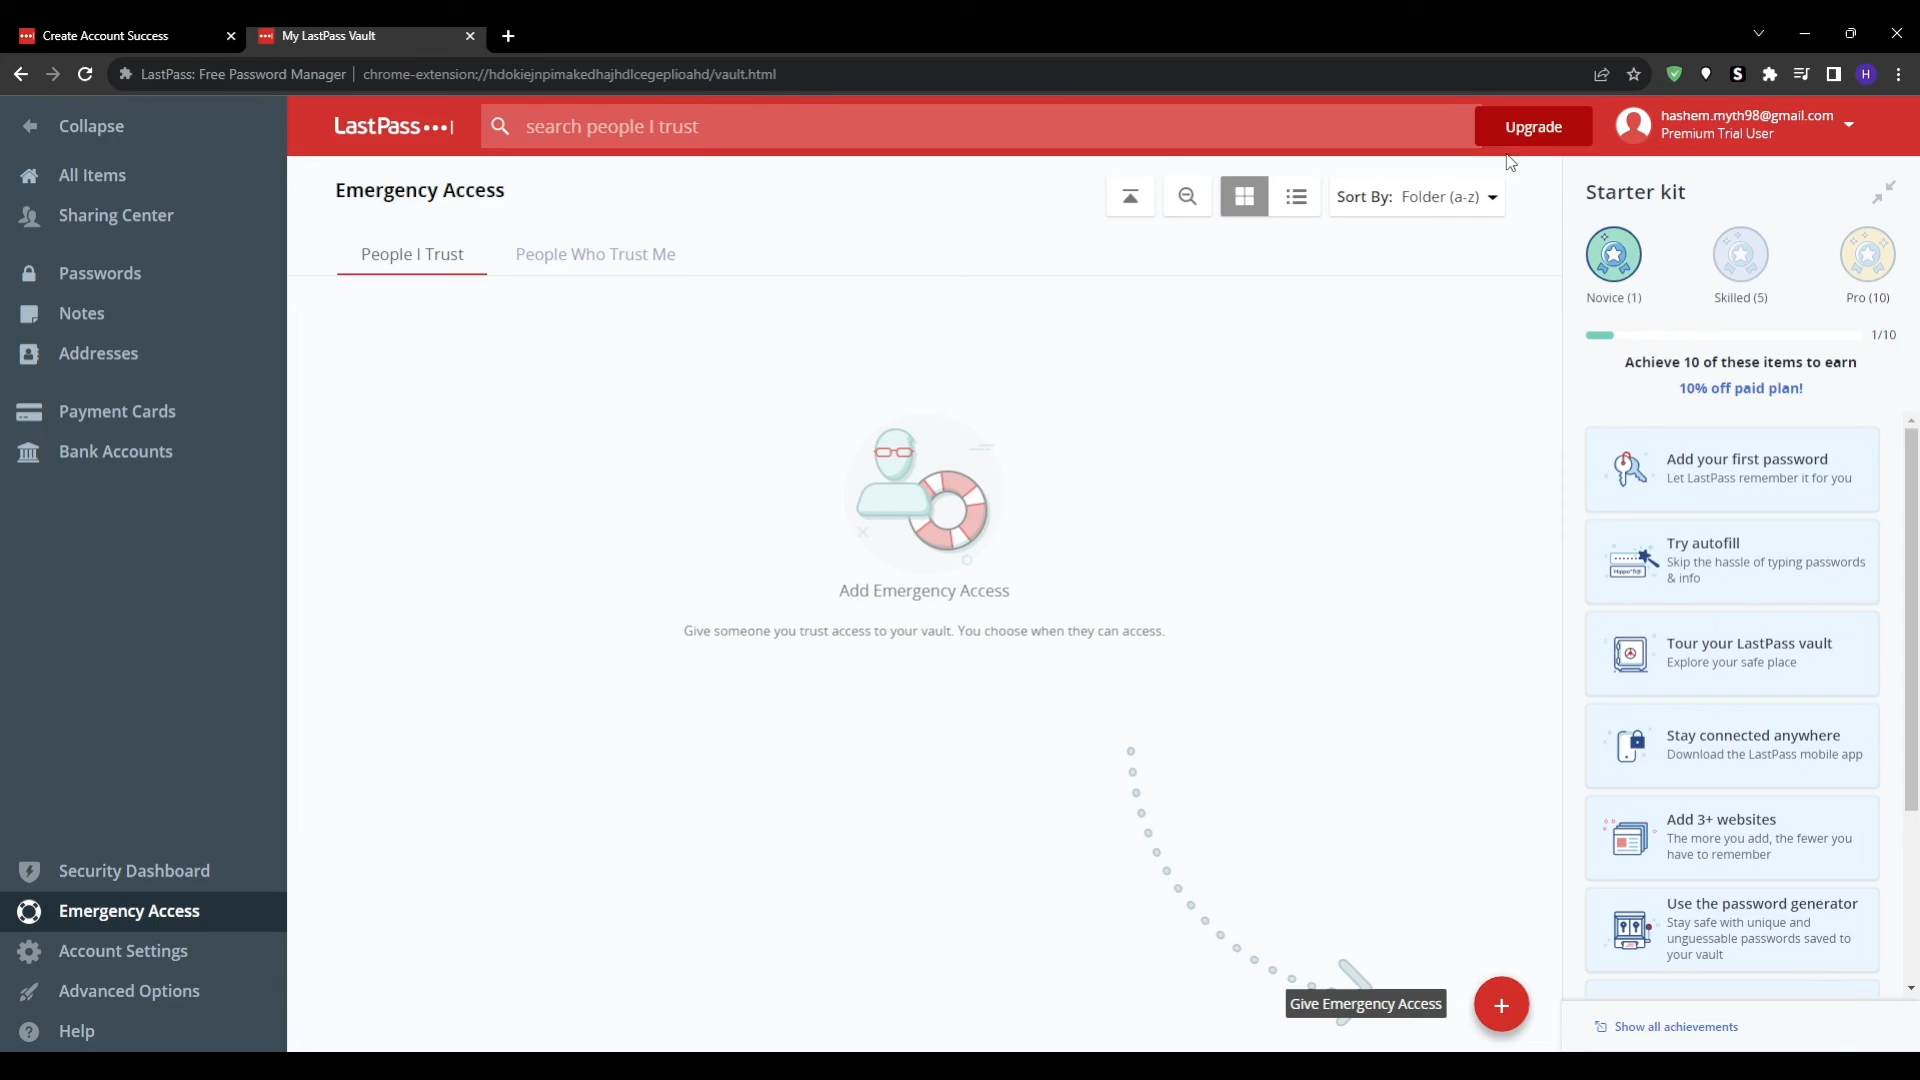 Create Account Success
My LastPass Vault
LastPass: Free Password Manager
chrome-extension://hdokiejnpimakedhajhdlcegeplioahd/vault.html
S
H
Collapse
All Items
Sharing Center
Passwords
Notes
Addresses
Payment Cards
Bank Accounts
Security Dashboard
Emergency Access
Account Settings
Advanced Options
Help
LastPass
search people I trust
Upgrade
hashem.myth98@gmail.com
Premium Trial User
Emergency Access
Sort By: Folder (a-z)
People I Trust
People Who Trust Me
Add Emergency Access
Give someone you trust access to your vault. You choose when they can access.
Give Emergency Access
+
Starter kit
Novice (1)
Skilled (5)
Pro (10)
1/10
Achieve 10 of these items to earn
10% off paid plan!
Add your first password
Let LastPass remember it for you
Try autofill
Skip the hassle of typing passwords
& info
Tour your LastPass vault
Explore your safe place
Stay connected anywhere
Download the LastPass mobile app
Add 3+ websites
The more you add, the fewer you
have to remember
Use the password generator
Stay safe with unique and
unguessable passwords saved to
your vault
Show all achievements